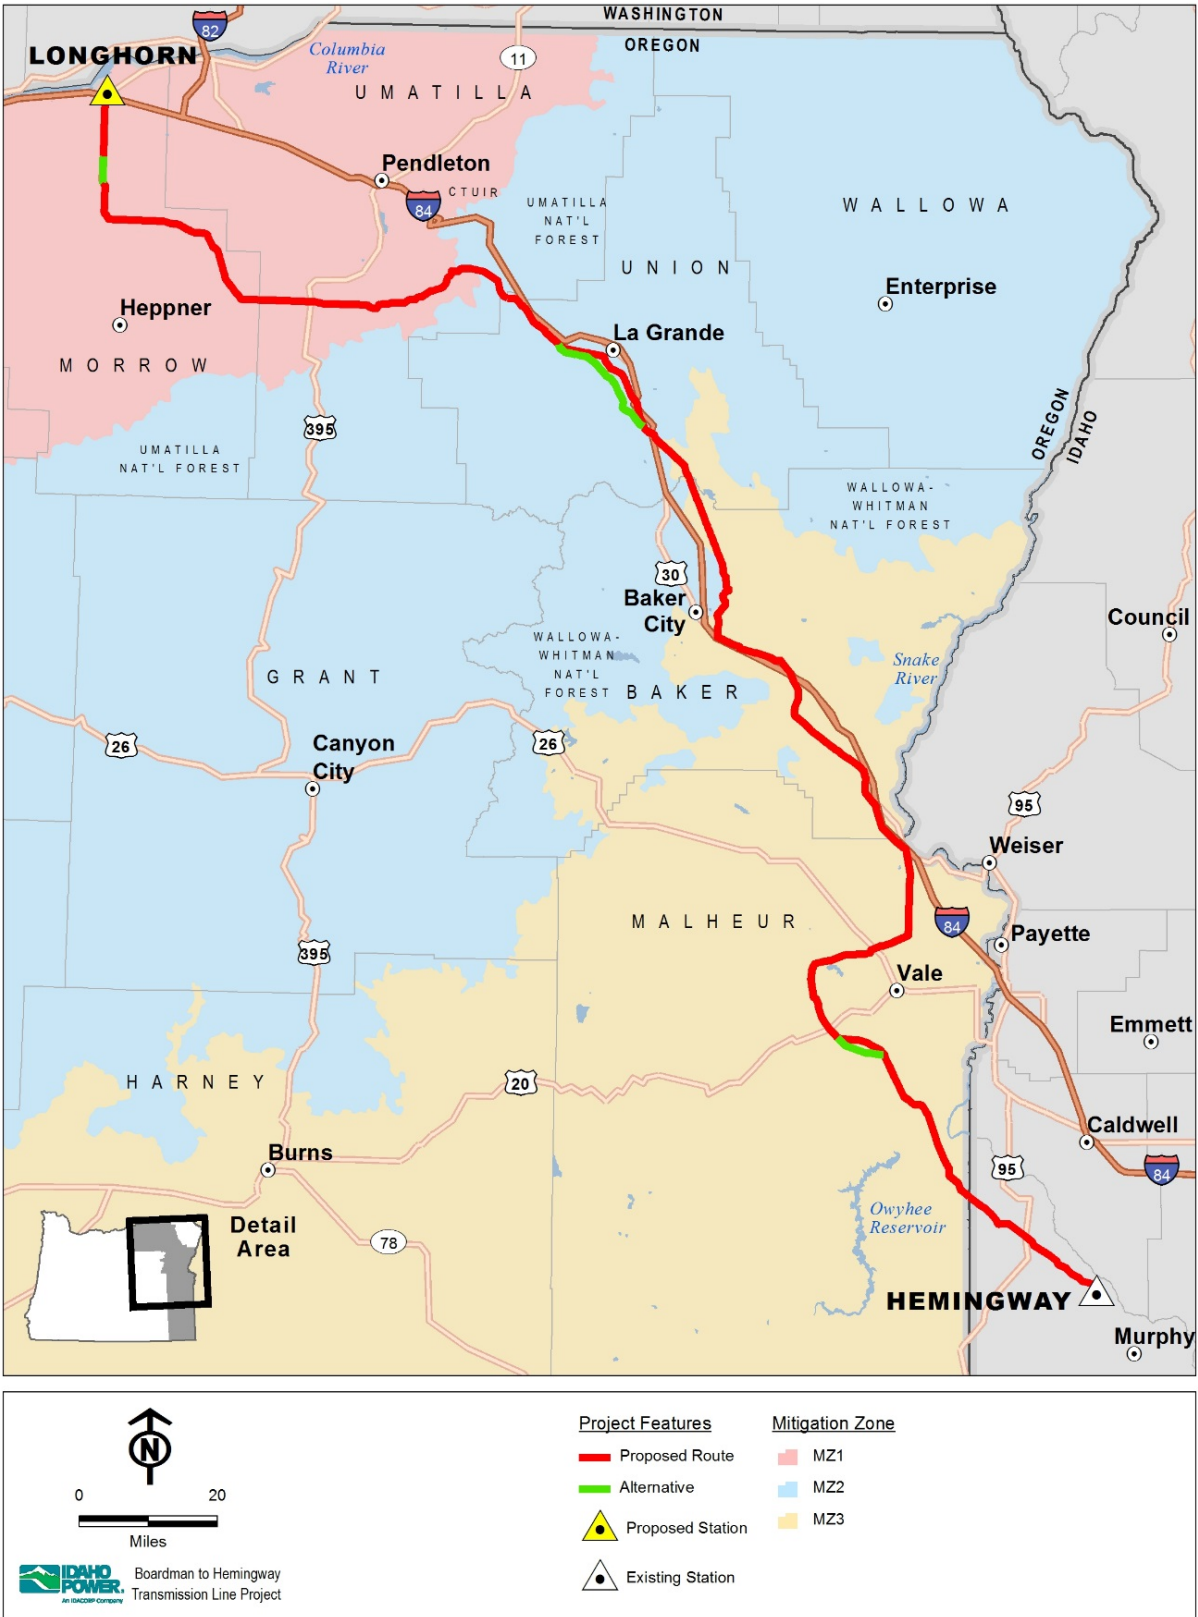 WASHINGTON
OREGON
82
LONGHORN
Columbia
River
11
UMATILLA
Pendleton
CTUIR
84
UMATILLA
NAT'L
FOREST
WALLOWA
UNION
Enterprise
Heppner
La Grande
MORROW
OREGON
IDAHO
395
UMATILLA
NAT'L FOREST
WALLOWA-
WHITMAN
NAT'L FOREST
30
Baker
City
Council
WALLOWA-
WHITMAN
NAT'L
FOREST
Snake
River
GRANT
BAKER
26
Canyon
City
26
95
Weiser
MALHEUR
84
Payette
395
Vale
Emmett
HARNEY
20
Caldwell
Burns
95
84
Owyhee
Reservoir
Detail
Area
78
HEMINGWAY
Murphy
N
0 20
Miles
IDAHO
POWER.
An IDACORP Company
Boardman to Hemingway
Transmission Line Project
Project Features
Proposed Route
Alternative
Proposed Station
Existing Station
Mitigation Zone
MZ1
MZ2
MZ3